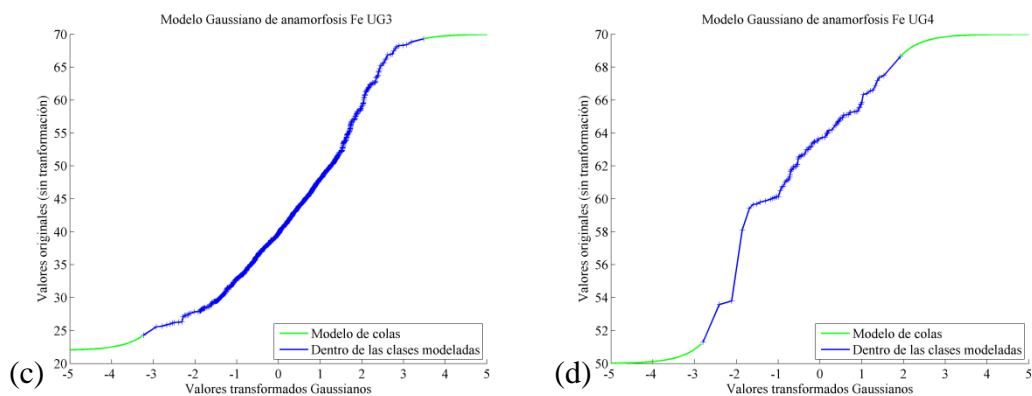 Modelo Gaussiano de anamorfosis Fe UG3
70
65
60
55
50
45
40
35
30
25
20
-5 -4 -3 -2 -1 0 1 2 3 4 5
Valores originales (sin tranformación)
Valores transformados Gaussianos
Modelo de colas
Dentro de las clases modeladas
(c)
Modelo Gaussiano de anamorfosis Fe UG4
70
68
66
64
62
60
58
56
54
52
50
-5 -4 -3 -2 -1 0 1 2 3 4 5
Valores originales (sin tranformación)
Valores transformados Gaussianos
Modelo de colas
Dentro de las clases modeladas
(d)